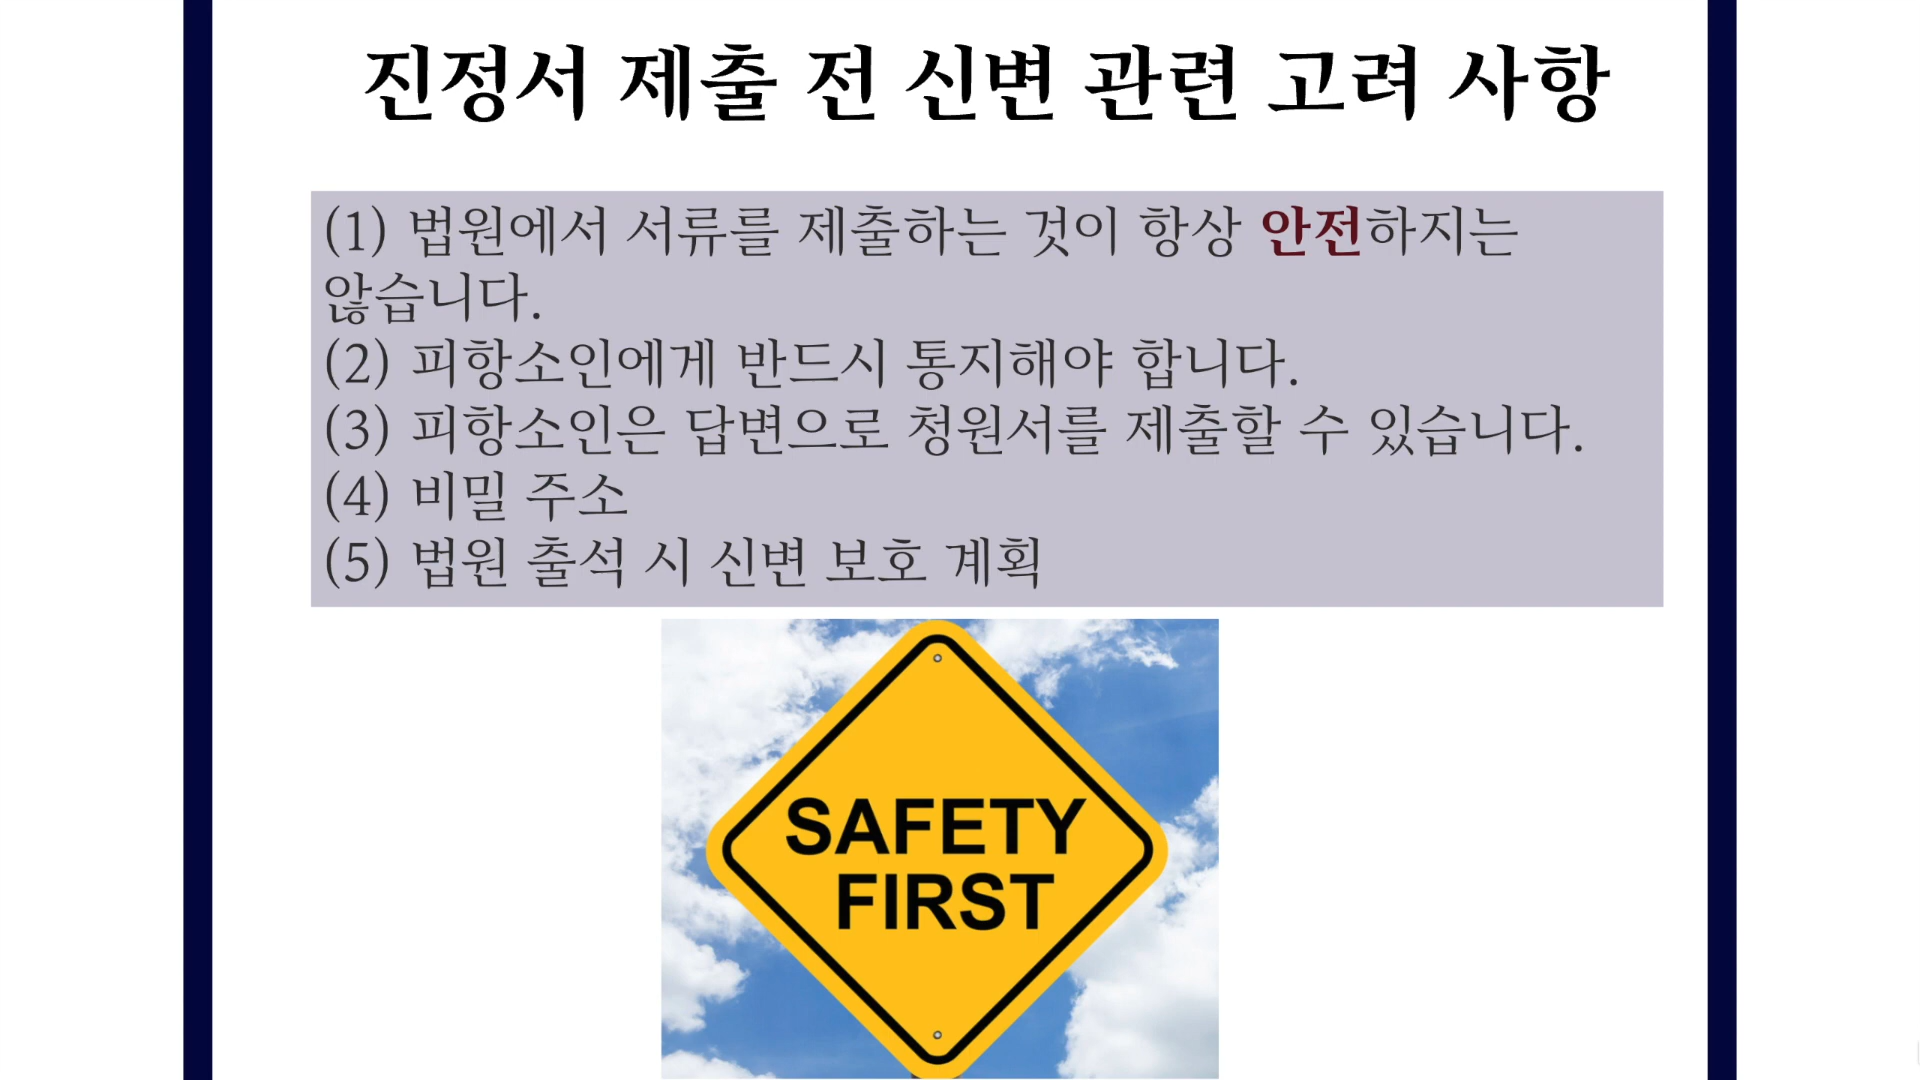 진정서 제출 전 신변 관련 고려 사항
(1) 법원에서 서류를 제출하는 것이 항상 안전하지는
않습니다.
(2) 피항소인에게 반드시 통지해야 합니다.
(3) 피항소인은 답변으로 청원서를 제출할 수 있습니다.
(4) 비밀 주소
(5) 법원 출석 시 신변 보호 계획
SAFETY
FIRST